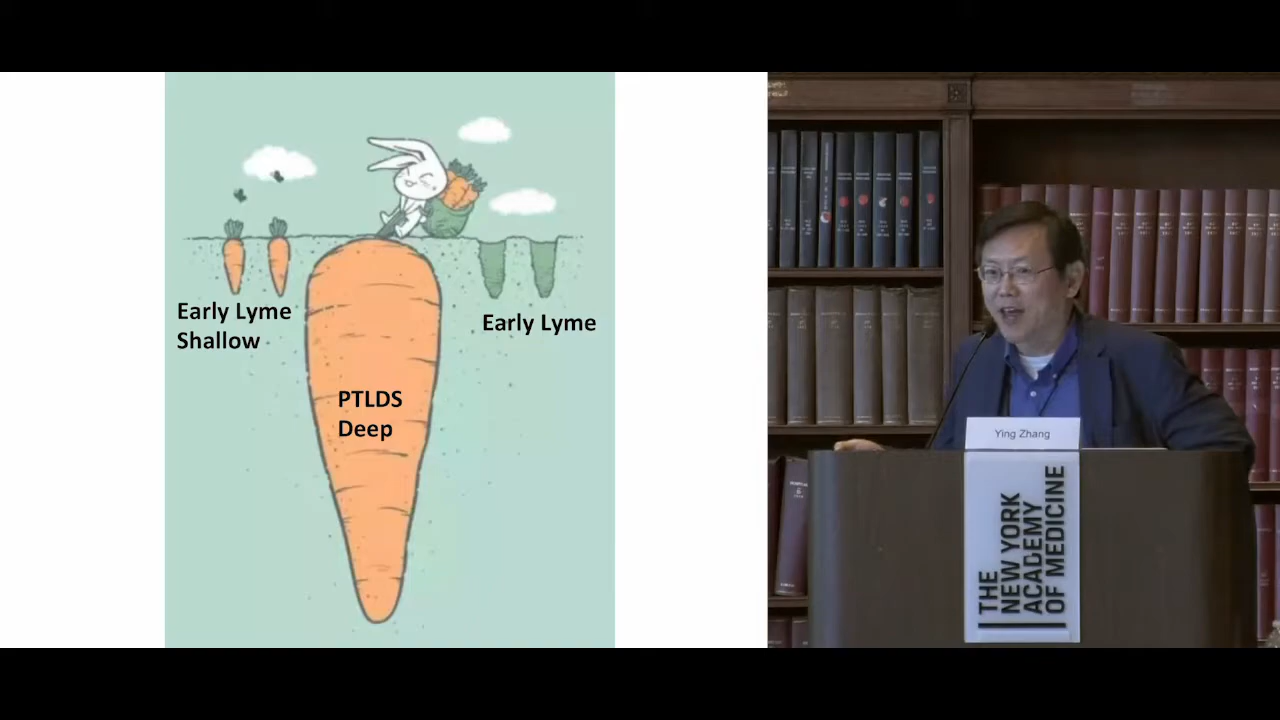 Early Lyme
Shallow
Early Lyme
PTLDS
Deep
Ying Zhang
THE
NEW YORK
ACADEMY
OF MEDICINE